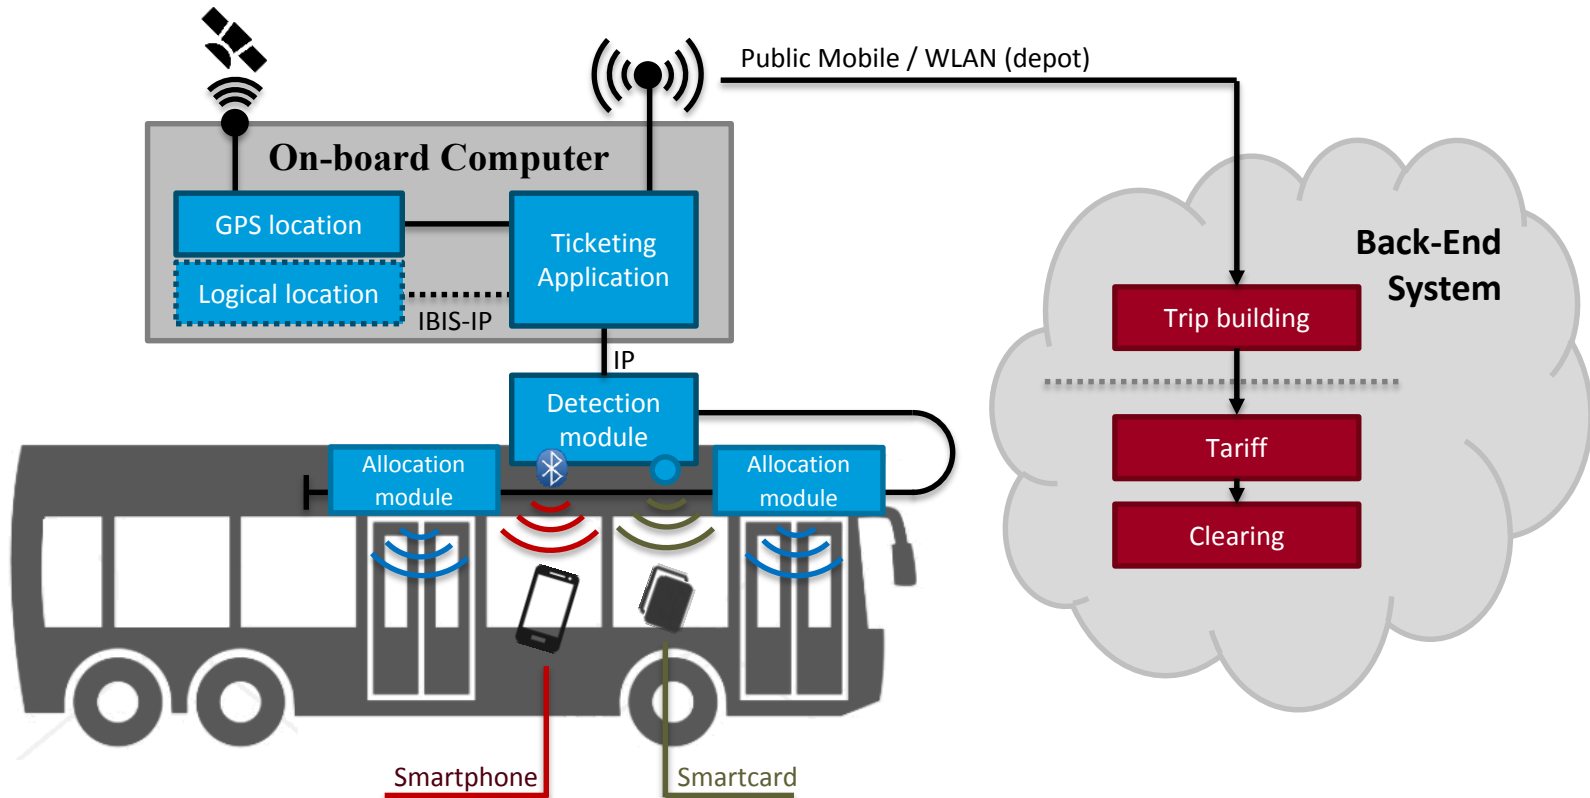 Public Mobile / WLAN (depot)
On-board Computer
GPS location
Logical location
IBIS-IP
Ticketing
Application
IP
Detection
module
Allocation
module
Allocation
module
Smartphone
Smartcard
Back-End
System
Trip building
Tariff
Clearing